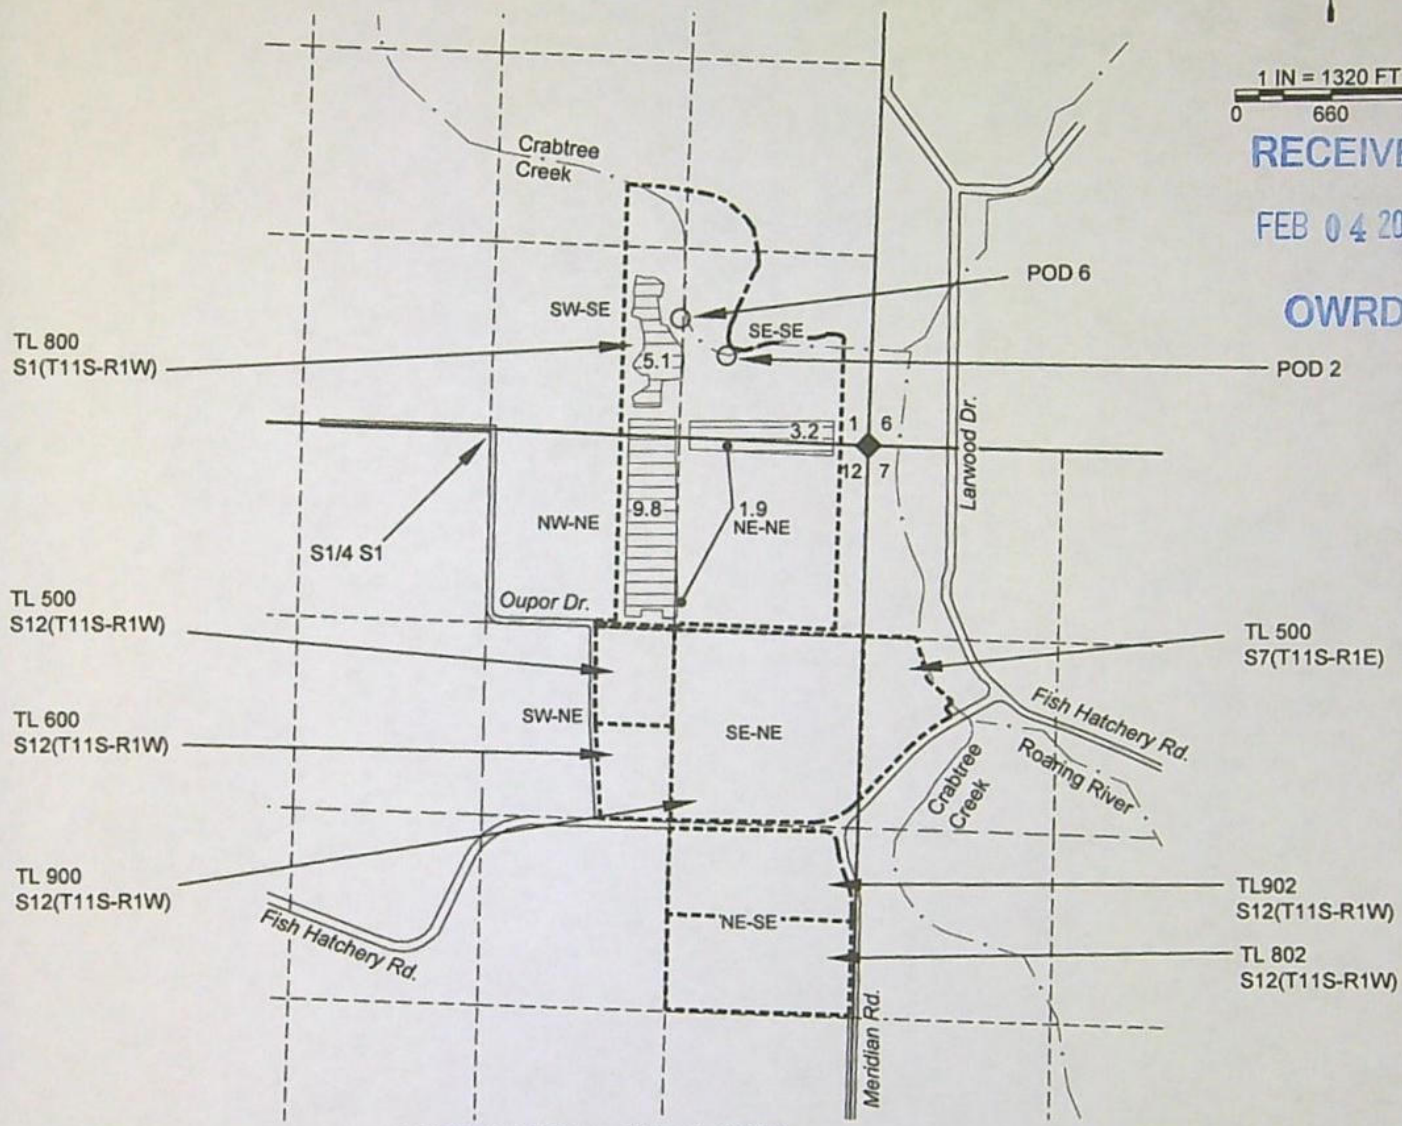 1 IN = 1320 FT
0 660
RECEIVE
FEB 04 20
OWRD
Crabtree
Creek
POD 6
SW-SE
SE-SE
TL 800
S1(T11S-R1W)
5.1
POD 2
Larwood Dr.
3.2
1 6
12 7
9.8
1.9
NE-NE
NW-NE
S1/4 S1
TL 500
S12(T11S-R1W)
Oupor Dr.
TL 500
S7(T11S-R1E)
Fish Hatchery Rd.
SW-NE
SE-NE
TL 600
S12(T11S-R1W)
Roaring River
Crabtree
Creek
TL 900
S12(T11S-R1W)
TL902
S12(T11S-R1W)
Fish Hatchery Rd.
NE-SE
TL 802
S12(T11S-R1W)
Meridian Rd.